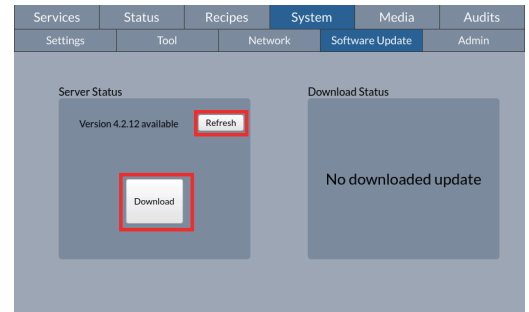 Services Status Recipes System Media Audits
Settings Tool Network Software Update Admin
Server Status
Version 4.2.12 available Refresh
Download
Download Status
No downloaded update